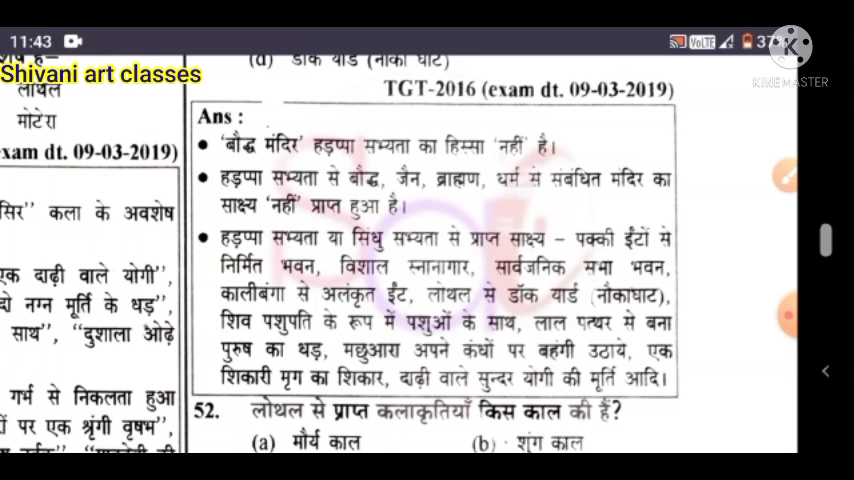 11:43
VoLTE
37%
KINEMASTER
Shivani art classes
लोथल
मोटेरा
xam dt. 09-03-2019)
सिर” कला के अवशेष
एक दाढ़ी वाले योगी”,
दो नग्न मूर्ति के धड़”,
साथ”, “दुशाला ओढ़े
गर्भ से निकलता हुआ
ों पर एक श्रृंगी वृषभ”,
(d) डॉक यार्ड (नौका घाट)
TGT-2016 (exam dt. 09-03-2019)
Ans :
● ‘बौद्ध मंदिर’ हड़प्पा सभ्यता का हिस्सा ‘नहीं’ है।
● हड़प्पा सभ्यता से बौद्ध, जैन, ब्राह्मण, धर्म से संबंधित मंदिर का
साक्ष्य ‘नहीं’ प्राप्त हुआ है।
● हड़प्पा सभ्यता या सिंधु सभ्यता से प्राप्त साक्ष्य – पक्की ईंटों से
निर्मित भवन, विशाल स्नानागार, सार्वजनिक सभा भवन,
कालीबंगा से अलंकृत ईंट, लोथल से डॉक यार्ड (नौकाघाट),
शिव पशुपति के रूप में पशुओं के साथ, लाल पत्थर से बना
पुरुष का धड़, मछुआरा अपने कंधों पर बहंगी उठाये, एक
शिकारी मृग का शिकार, दाढ़ी वाले सुन्दर योगी की मूर्ति आदि।
52. लोथल से प्राप्त कलाकृतियाँ किस काल की हैं?
(a) मौर्य काल (b) शुंग काल